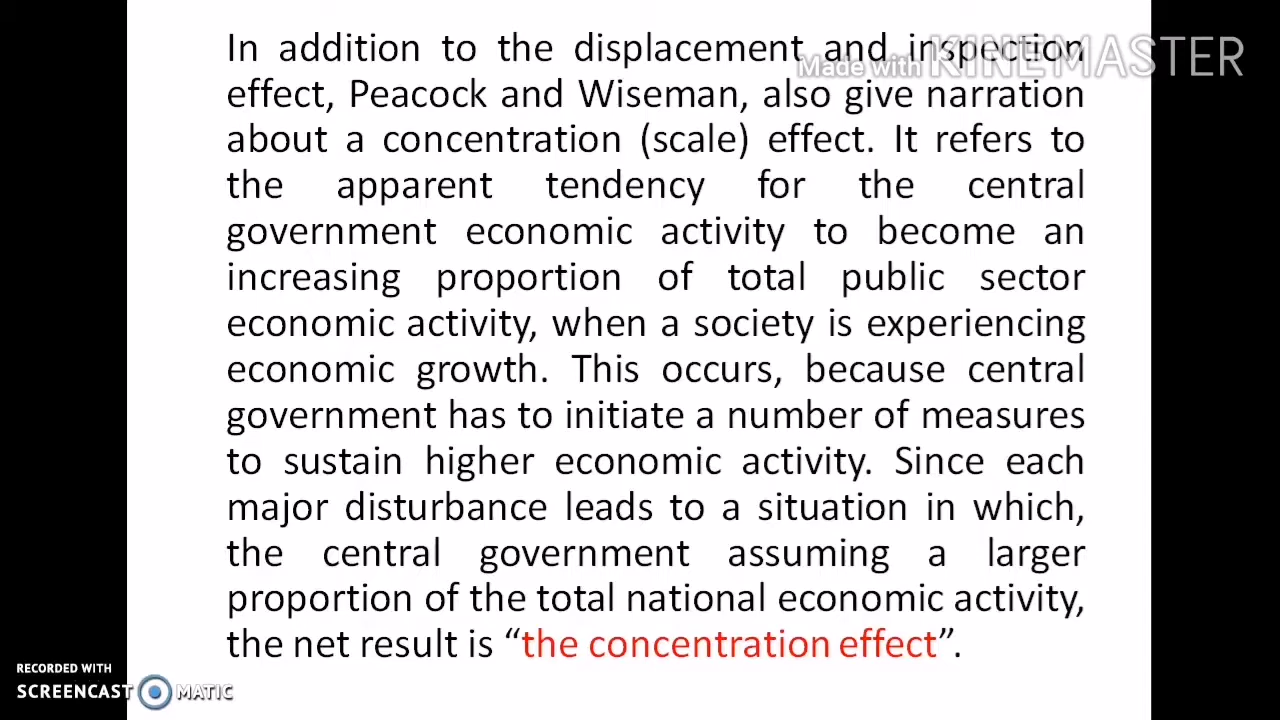 In addition to the displacement and inspection
Made with KINEMASTER
effect, Peacock and Wiseman, also give narration
about a concentration (scale) effect. It refers to
the apparent tendency for the central
government economic activity to become an
increasing proportion of total public sector
economic activity, when a society is experiencing
economic growth. This occurs, because central
government has to initiate a number of measures
to sustain higher economic activity. Since each
major disturbance leads to a situation in which,
the central government assuming a larger
proportion of the total national economic activity,
the net result is “the concentration effect”.
RECORDED WITH
SCREENCAST MATIC